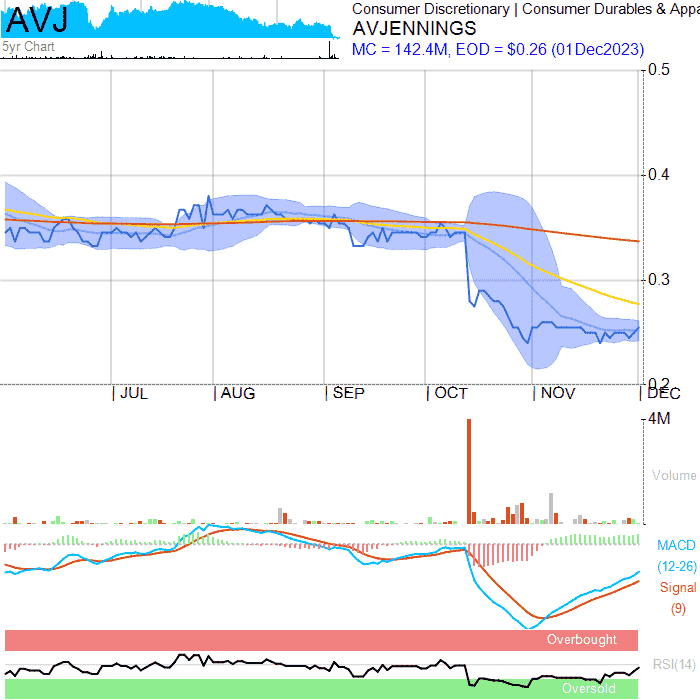 AVJ
5yr Chart
Consumer Discretionary | Consumer Durables & Appa
AVJENNINGS
MC = 142.4M, EOD = $0.26 (01Dec2023)
0.5
0.4
0.3
0.2
JUL AUG SEP OCT NOV DEC
4M
Volume
MACD
(12-26)
Signal
(9)
Overbought
RSI(14)
Oversold